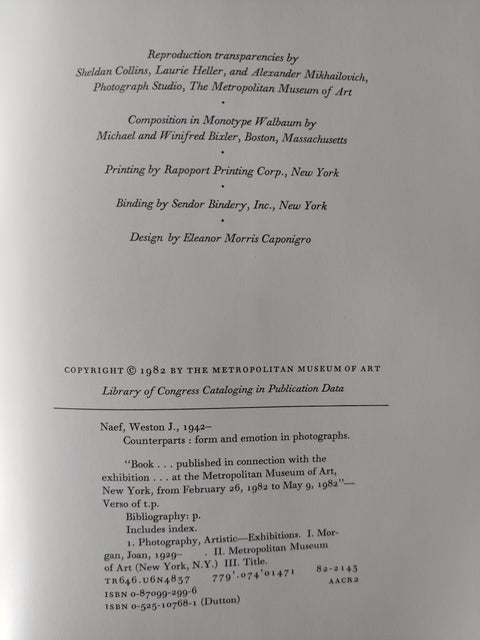 Reproduction transparencies by
Sheldan Collins, Laurie Heller, and Alexander Mikhailovich,
Photograph Studio, The Metropolitan Museum of Art
·
Composition in Monotype Walbaum by
Michael and Winifred Bixler, Boston, Massachusetts
·
Printing by Rapoport Printing Corp., New York
·
Binding by Sendor Bindery, Inc., New York
·
Design by Eleanor Morris Caponigro
COPYRIGHT © 1982 BY THE METROPOLITAN MUSEUM OF ART
Library of Congress Cataloging in Publication Data
Naef, Weston J., 1942–
Counterparts : form and emotion in photographs.
"Book . . . published in connection with the
exhibition . . . at the Metropolitan Museum of Art,
New York, from February 26, 1982 to May 9, 1982"—
Verso of t.p.
Bibliography: p.
Includes index.
1. Photography, Artistic—Exhibitions. I. Mor-
gan, Joan, 1929– . II. Metropolitan Museum
of Art (New York, N.Y.) III. Title.
TR646.U6N4837 779'.074'01471 82-2143
AACR2
ISBN 0-87099-299-6
ISBN 0-525-10768-1 (Dutton)